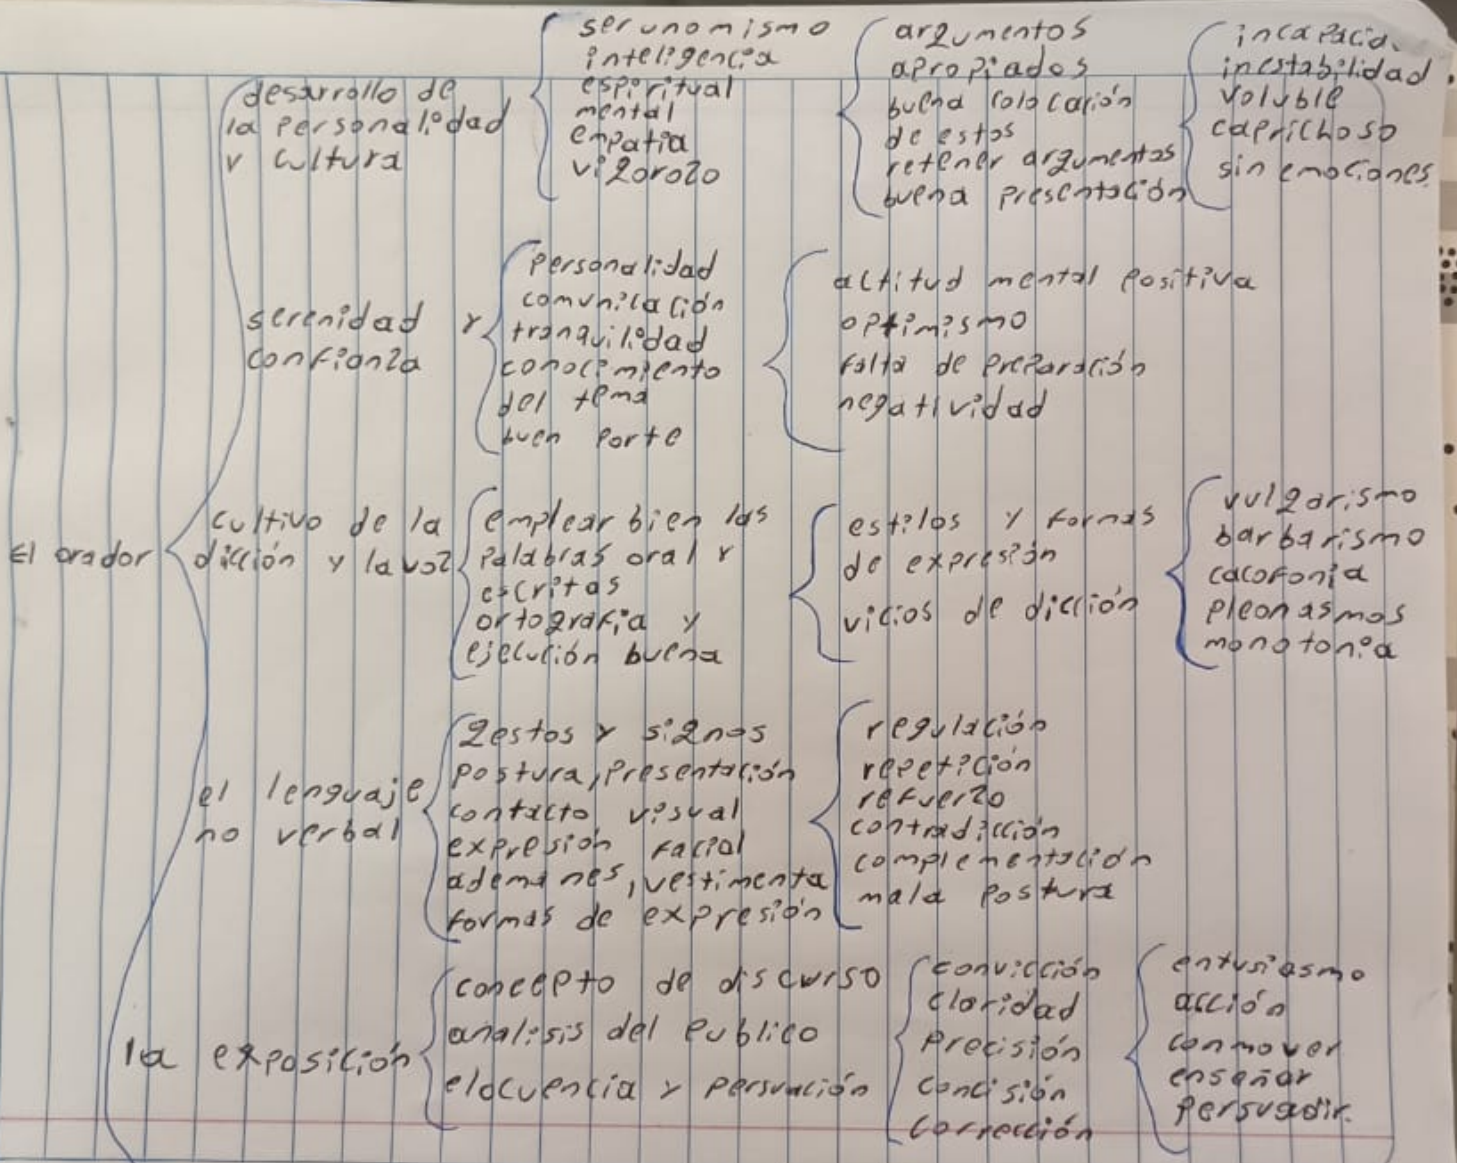 El orador
desarrollo de
la personalidad
y cultura
ser uno mismo
inteligencia
espiritual
mental
empatia
vigorozo
argumentos
apropiados
buena colocación
de estos
retener argumentos
buena presentación
inestabilidad
voluble
caprichoso
sin emociones
serenidad y
confianza
personalidad
comunicación
tranquilidad
conocimiento
del tema
buen porte
actitud mental positiva
optimismo
falta de preparación
negatividad
cultivo de la
dicción y la voz
emplear bien las
palabras oral y
escritas
ortografia y
ejecución buena
estilos y formas
de expresión
vicios de dicción
vulgarismo
barbarismo
cacofonia
pleonasmos
monotonia
el lenguaje
no verbal
gestos y signos
postura, presentación
contacto visual
expresión facial
ademanes, vestimenta
formas de expresión
regulación
repetición
refuerzo
contradicción
complementación
mala postura
la exposición
concepto de discurso
analisis del publico
elocuencia y persuación
convicción
claridad
precisión
concisión
corrección
entusiasmo
acción
conmover
enseñar
persuadir.